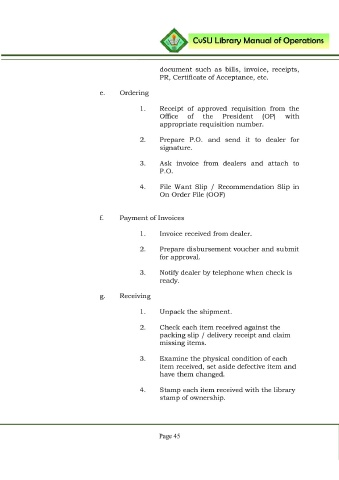 CvSU Library Manual of Operations
document such as bills, invoice, receipts,
PR, Certificate of Acceptance, etc.
e. Ordering
1. Receipt of approved requisition from the
Office of the President (OP) with
appropriate requisition number.
2. Prepare P.O. and send it to dealer for
signature.
3. Ask invoice from dealers and attach to
P.O.
4. File Want Slip / Recommendation Slip in
On Order File (OOF)
f. Payment of Invoices
1. Invoice received from dealer.
2. Prepare disbursement voucher and submit
for approval.
3. Notify dealer by telephone when check is
ready.
g. Receiving
1. Unpack the shipment.
2. Check each item received against the
packing slip / delivery receipt and claim
missing items.
3. Examine the physical condition of each
item received, set aside defective item and
have them changed.
4. Stamp each item received with the library
stamp of ownership.
Page 45